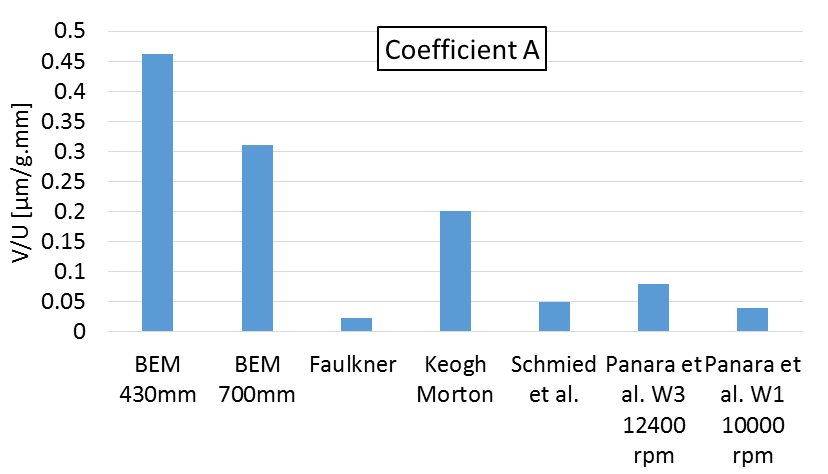 Coefficient A
V/U [µm/g.mm]
0.5
0.45
0.4
0.35
0.3
0.25
0.2
0.15
0.1
0.05
0
BEM
430mm
BEM
700mm
Faulkner
Keogh
Morton
Schmied
et al.
Panara et
al. W3
12400
rpm
Panara et
al. W1
10000
rpm